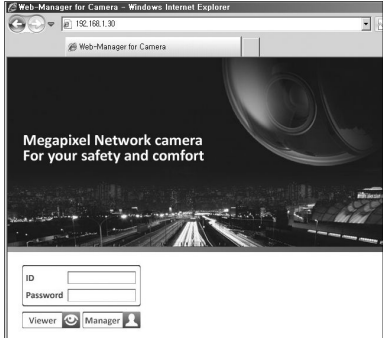 Web-Manager for Camera - Windows Internet Explorer
192,168,1,30
Web-Manager for Camera
Megapixel Network camera
For your safety and comfort
ID
Password
Viewer Manager